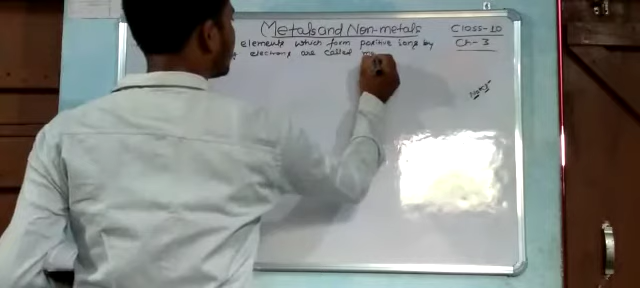 Metals and Non-metals
Class-10
Ch-3
elements which form positive Ions by
electrons are called